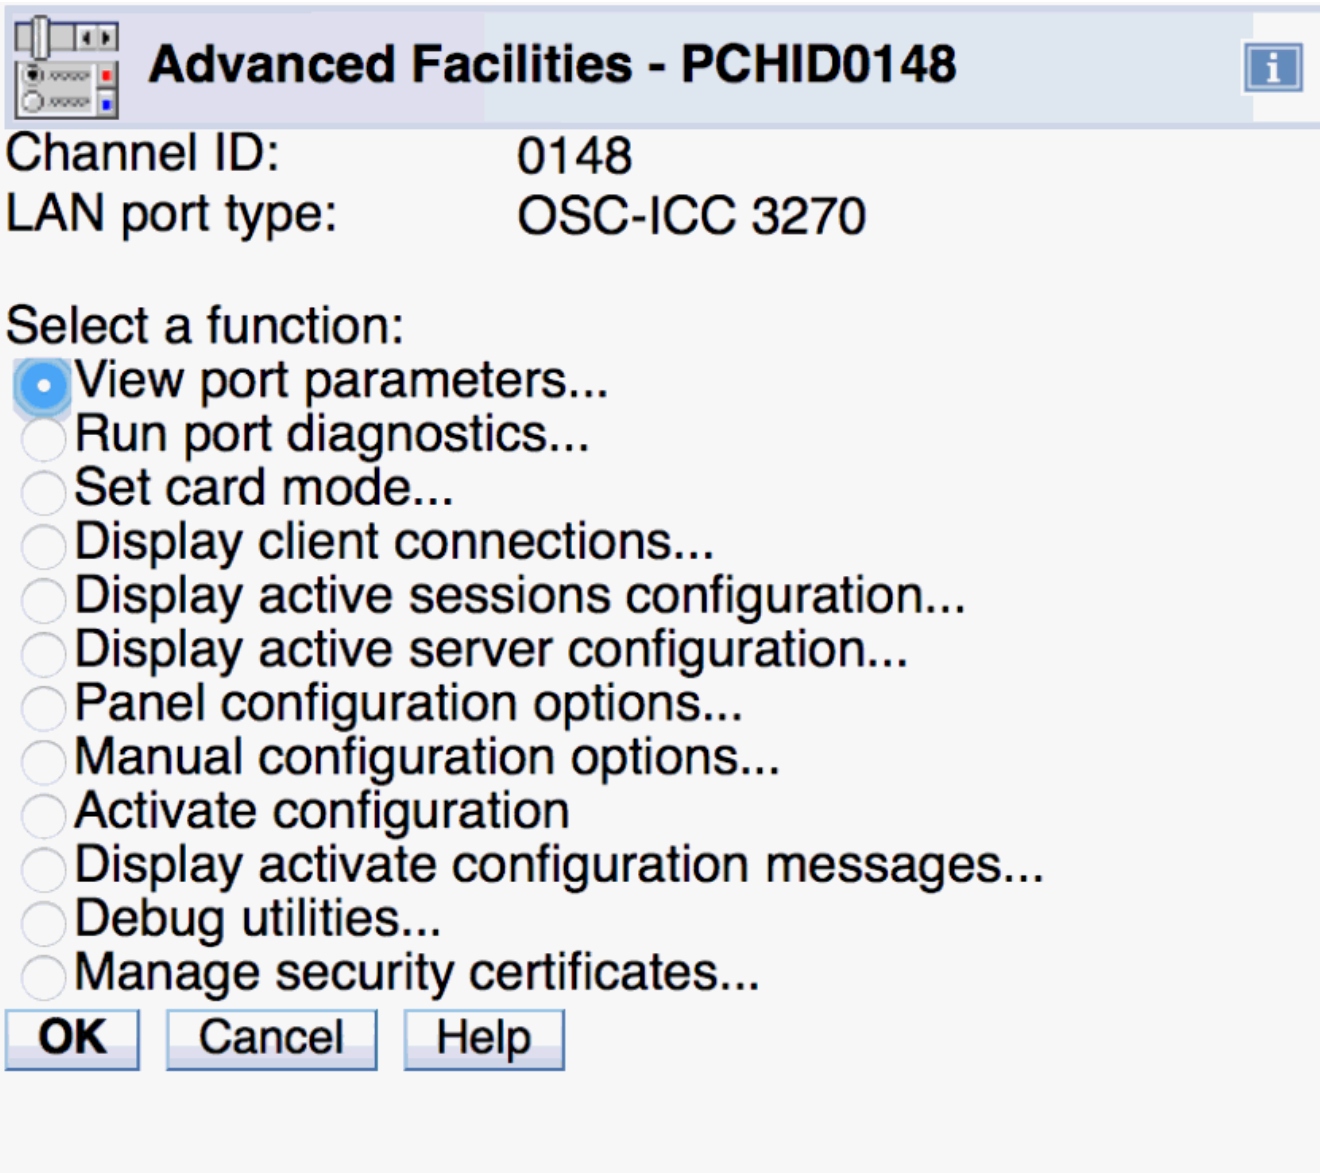 Advanced Facilities - PCHID0148
i
Channel ID: 0148
LAN port type: OSC-ICC 3270
Select a function:
View port parameters...
Run port diagnostics...
Set card mode...
Display client connections...
Display active sessions configuration...
Display active server configuration...
Panel configuration options...
Manual configuration options...
Activate configuration
Display activate configuration messages...
Debug utilities...
Manage security certificates...
OK Cancel Help